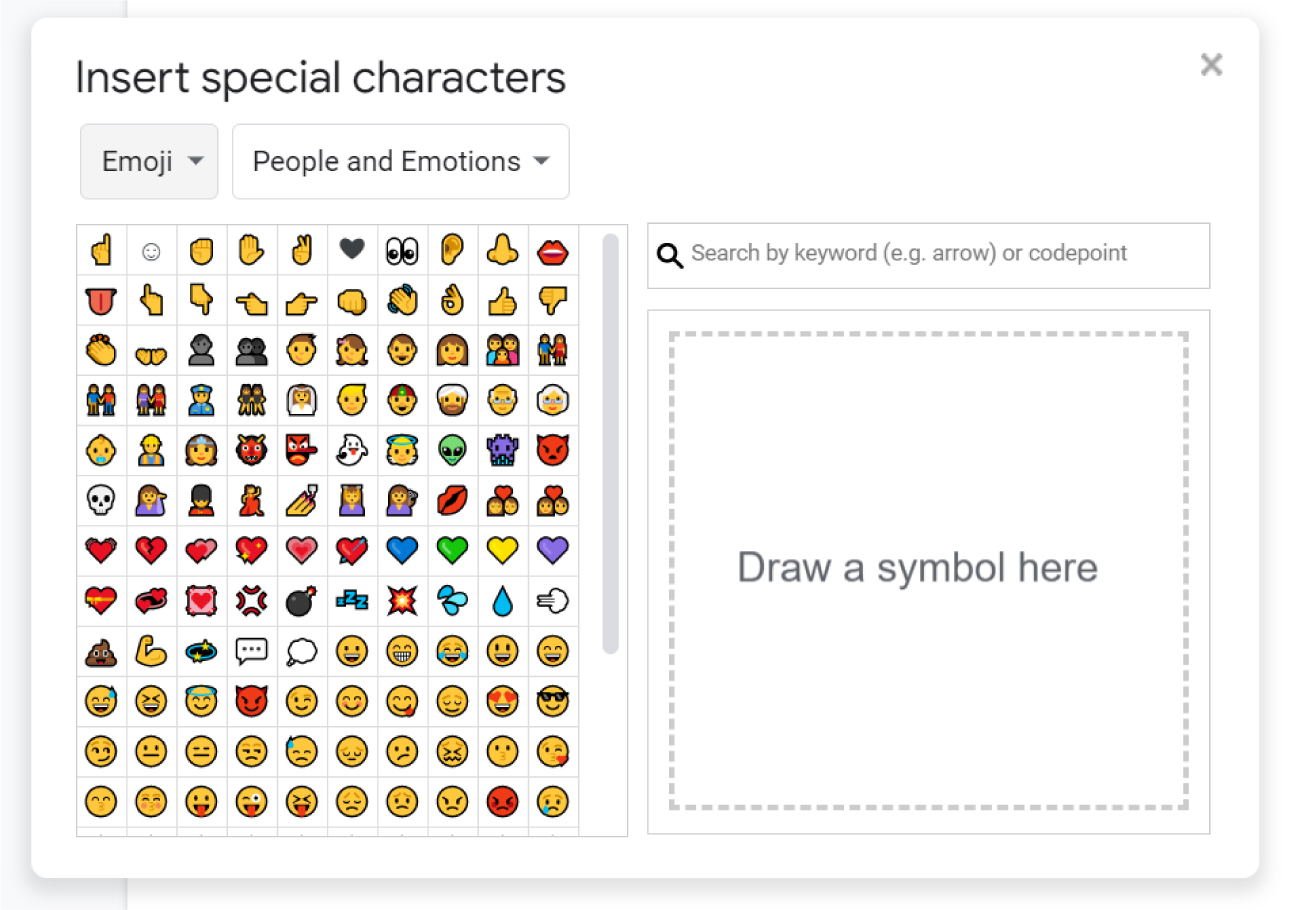 Insert special characters
Emoji
People and Emotions
Search by keyword (e.g. arrow) or codepoint
Draw a symbol here